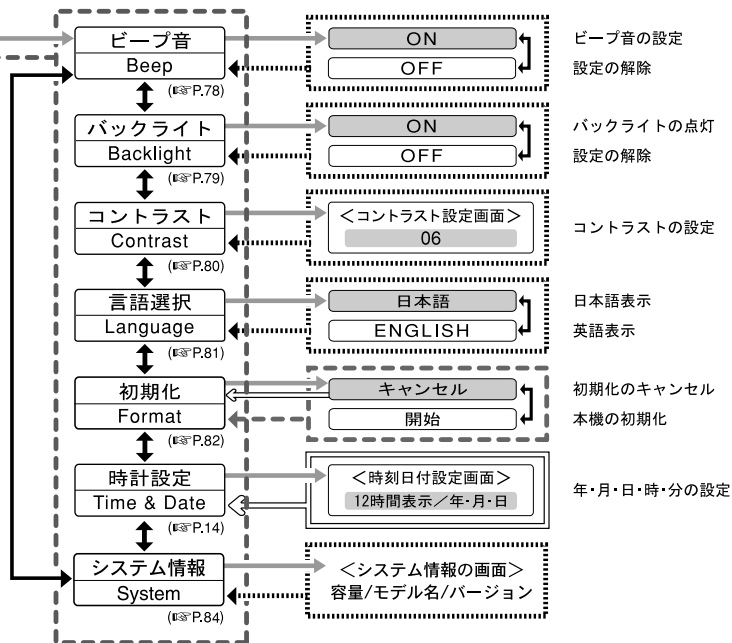 ビープ音
Beep
(☞P.78)
ON
OFF
ビープ音の設定
設定の解除
バックライト
Backlight
(☞P.79)
ON
OFF
バックライトの点灯
設定の解除
コントラスト
Contrast
(☞P.80)
<コントラスト設定画面>
06
コントラストの設定
言語選択
Language
(☞P.81)
日本語
ENGLISH
日本語表示
英語表示
初期化
Format
(☞P.82)
キャンセル
開始
初期化のキャンセル
本機の初期化
時計設定
Time & Date
(☞P.14)
<時刻日付設定画面>
12時間表示/年・月・日
年・月・日・時・分の設定
システム情報
System
(☞P.84)
<システム情報の画面>
容量/モデル名/バージョン